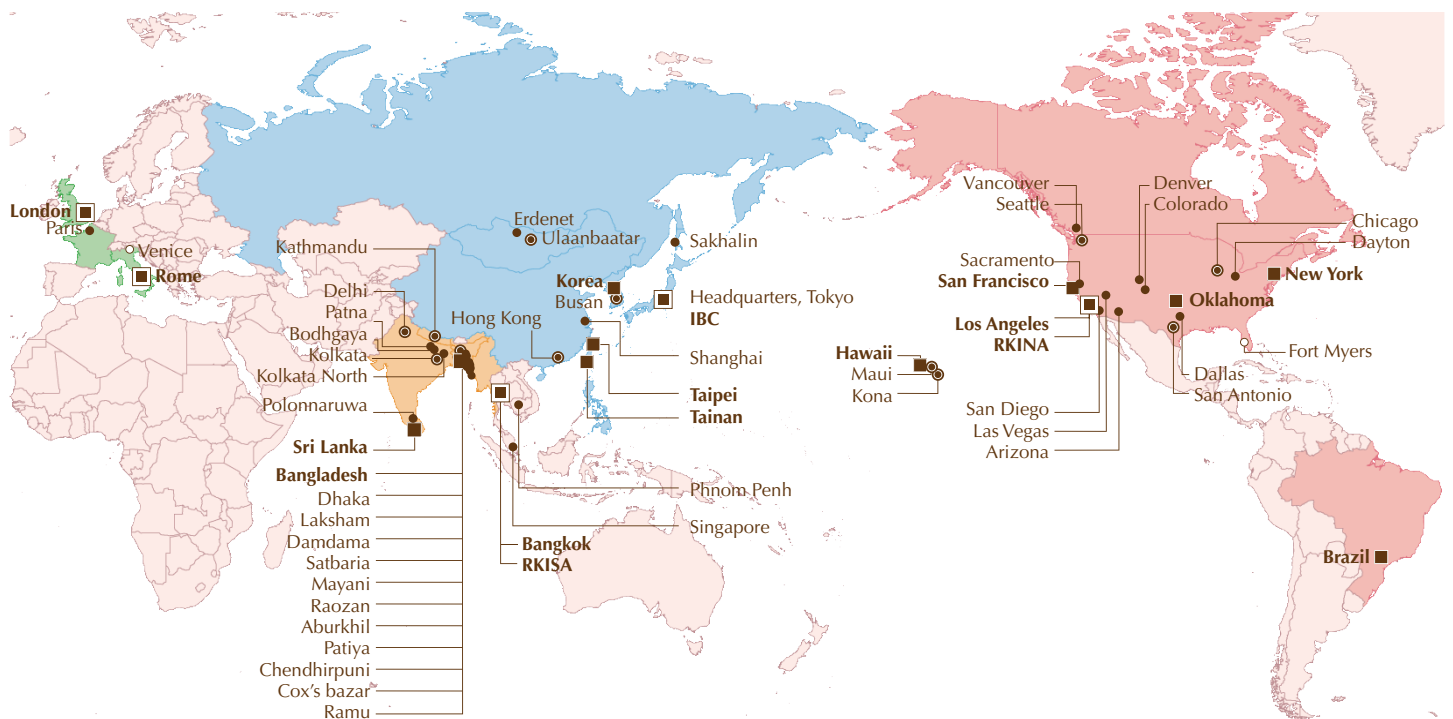 London
Paris
Venice
Rome
Kathmandu
Delhi
Patna
Bodhgaya
Kolkata
Kolkata North
Polonnaruwa
Sri Lanka
Bangladesh
Dhaka
Laksham
Damdama
Satbaria
Mayani
Raozan
Aburkhil
Patiya
Chendhirpuni
Cox's bazar
Ramu
Erdenet
Ulaanbaatar
Sakhalin
Korea
Busan
Headquarters, Tokyo
IBC
Hong Kong
Shanghai
Taipei
Tainan
Phnom Penh
Singapore
Bangkok
RKISA
Vancouver
Seattle
Sacramento
San Francisco
Los Angeles
RKINA
Hawaii
Maui
Kona
San Diego
Las Vegas
Arizona
Denver
Colorado
Chicago
Dayton
New York
Oklahoma
Fort Myers
Dallas
San Antonio
Brazil